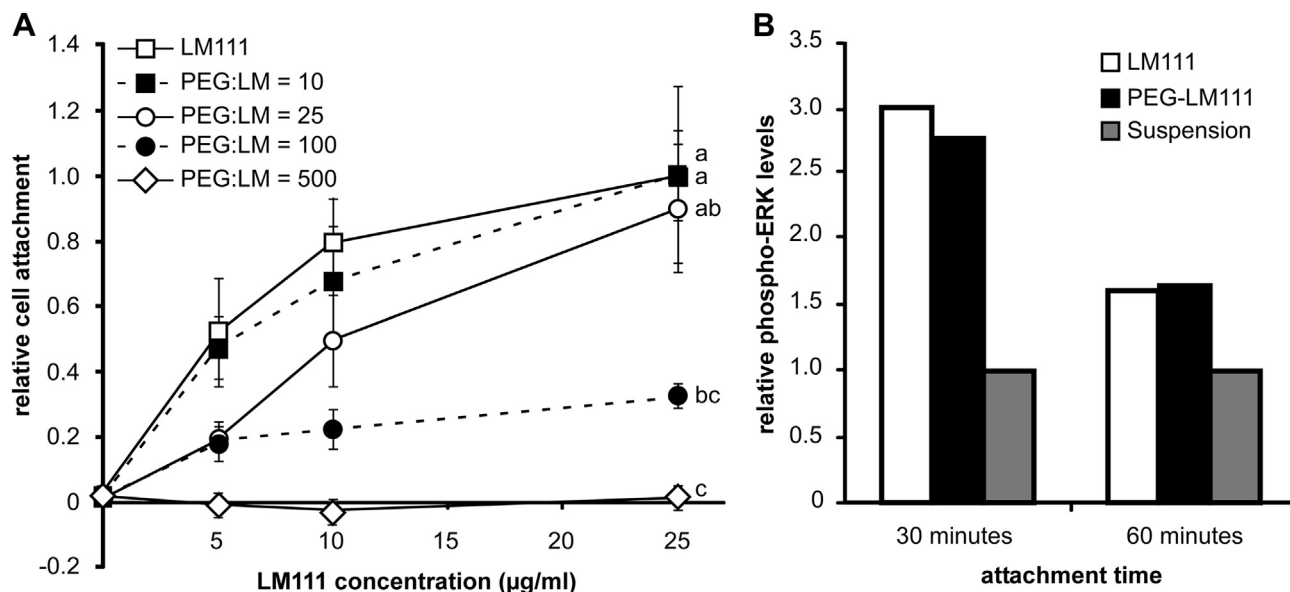 A
1.4
1.2
1.0
0.8
0.6
0.4
0.2
0
-0.2
relative cell attachment
LM111
PEG:LM = 10
PEG:LM = 25
PEG:LM = 100
PEG:LM = 500
a
a
ab
bc
c
5
10
15
20
25
LM111 concentration (µg/ml)
B
3.5
3.0
2.5
2.0
1.5
1.0
0.5
0
relative phospho-ERK levels
LM111
PEG-LM111
Suspension
30 minutes
60 minutes
attachment time